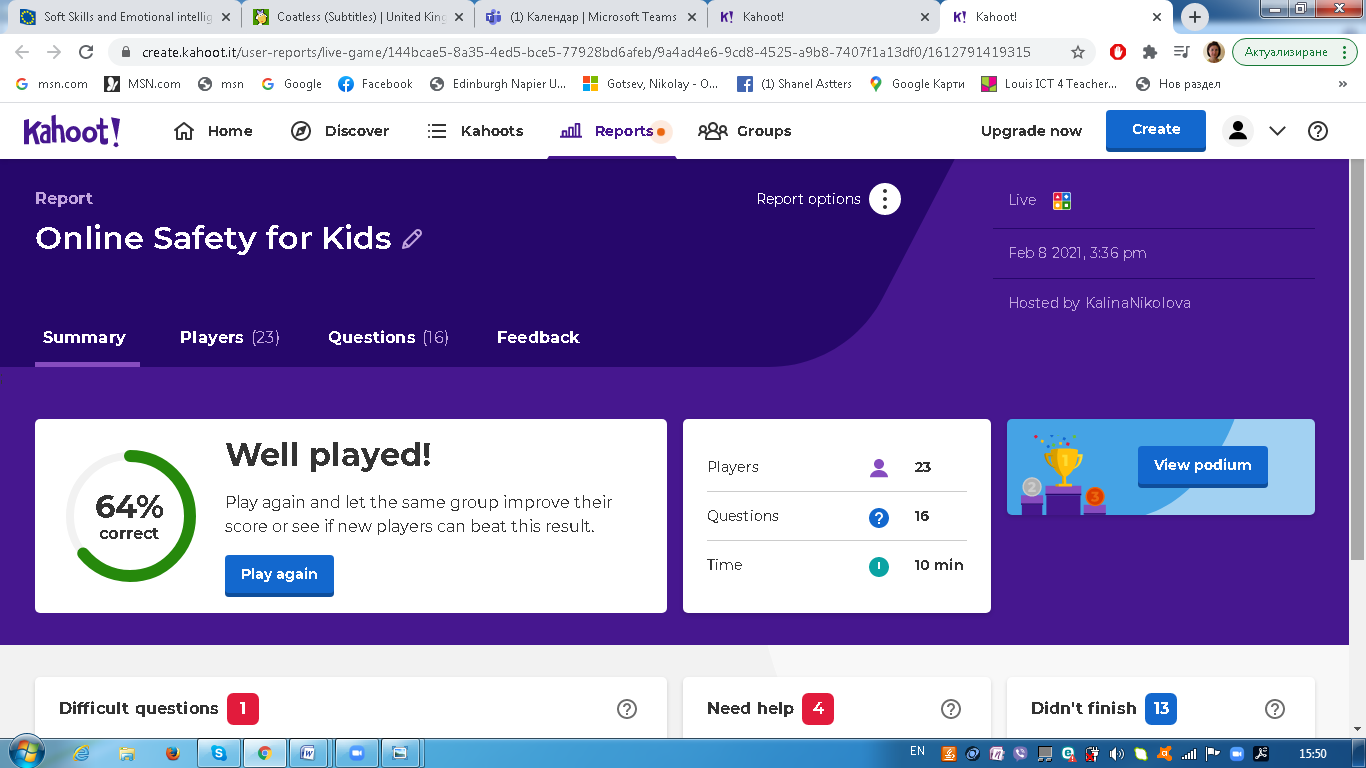 Soft Skills and Emotional intellig
Coatless (Subtitles) | United King
(1) Календар | Microsoft Teams
Kahoot!
Kahoot!
create.kahoot.it/user-reports/live-game/144bcae5-8a35-4ed5-bce5-77928bd6afeb/9a4ad4e6-9cd8-4525-a9b8-7407f1a13df0/1612791419315
Актуализиране
msn.com
MSN.com
msn
Google
Facebook
Edinburgh Napier U...
Gotsev, Nikolay - O...
(1) Shanel Astters
Google Карти
Louis ICT 4 Teacher...
Нов раздел
»
Kahoot!
Home
Discover
Kahoots
Reports
Groups
Upgrade now
Create
Report
Report options
Live
Online Safety for Kids
Feb 8 2021, 3:36 pm
Hosted by KalinaNikolova
Summary
Players (23)
Questions (16)
Feedback
64%
correct
Well played!
Play again and let the same group improve their
score or see if new players can beat this result.
Play again
Players 23
Questions 16
Time 10 min
1
2
3
View podium
Difficult questions 1
Need help 4
Didn't finish 13
EN
15:50